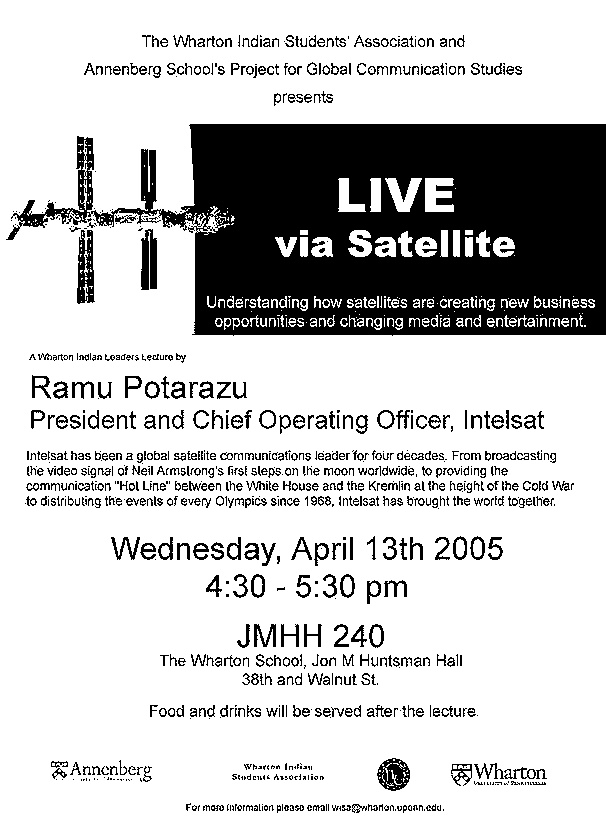 The Wharton Indian Students' Association and
Annenberg School's Project for Global Communication Studies
presents
LIVE
via Satellite
Understanding how satellites are creating new business
opportunities and changing media and entertainment.
A Wharton Indian Leaders Lecture by
Ramu Potarazu
President and Chief Operating Officer, Intelsat
Intelsat has been a global satellite communications leader for four decades. From broadcasting
the video signal of Neil Armstrong's first steps on the moon worldwide, to providing the
communication "Hot Line" between the White House and the Kremlin at the height of the Cold War
to distributing the events of every Olympics since 1968, Intelsat has brought the world together.
Wednesday, April 13th 2005
4:30 - 5:30 pm
JMHH 240
The Wharton School, Jon M Huntsman Hall
38th and Walnut St.
Food and drinks will be served after the lecture.
Annenberg
Wharton Indian
Students Association
Wharton
For more information please email wisa@wharton.upenn.edu.